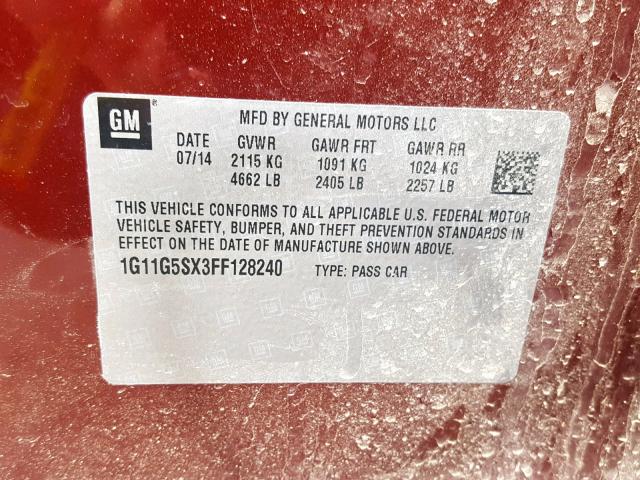 GM ®
MFD BY GENERAL MOTORS LLC
DATE GVWR GAWR FRT GAWR RR
07/14 2115 KG 1091 KG 1024 KG
4662 LB 2405 LB 2257 LB
THIS VEHICLE CONFORMS TO ALL APPLICABLE U.S. FEDERAL MOTOR
VEHICLE SAFETY, BUMPER, AND THEFT PREVENTION STANDARDS IN
EFFECT ON THE DATE OF MANUFACTURE SHOWN ABOVE.
1G11G5SX3FF128240 TYPE: PASS CAR